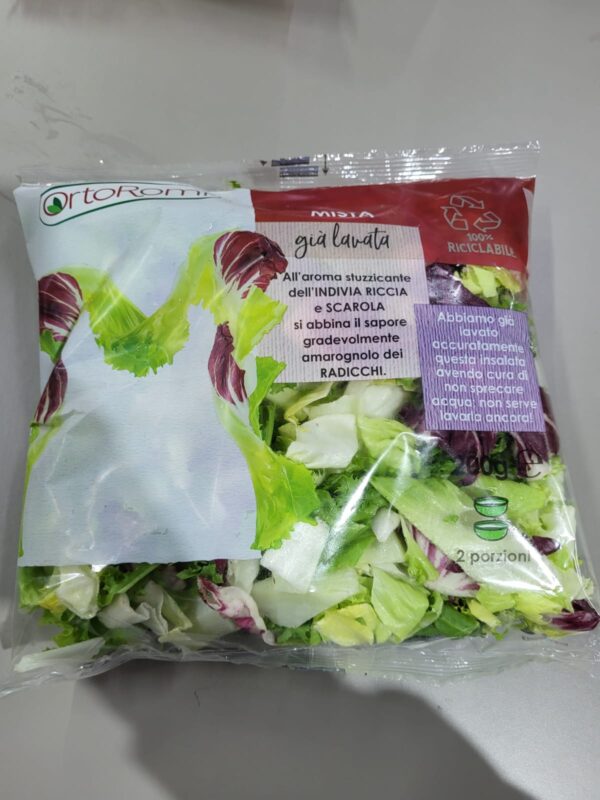 OrtoRom
MISTA
già lavata
100%
RICICLABILE
All'aroma stuzzicante
dell'INDIVIA RICCIA
e SCAROLA
si abbina il sapore
gradevolmente
amarognolo dei
RADICCHI.
Abbiamo già
lavato
accuratamente
questa insalata
avendo cura di
non sprecare
acqua: non serve
lavarla ancora!
200g e
2 porzioni